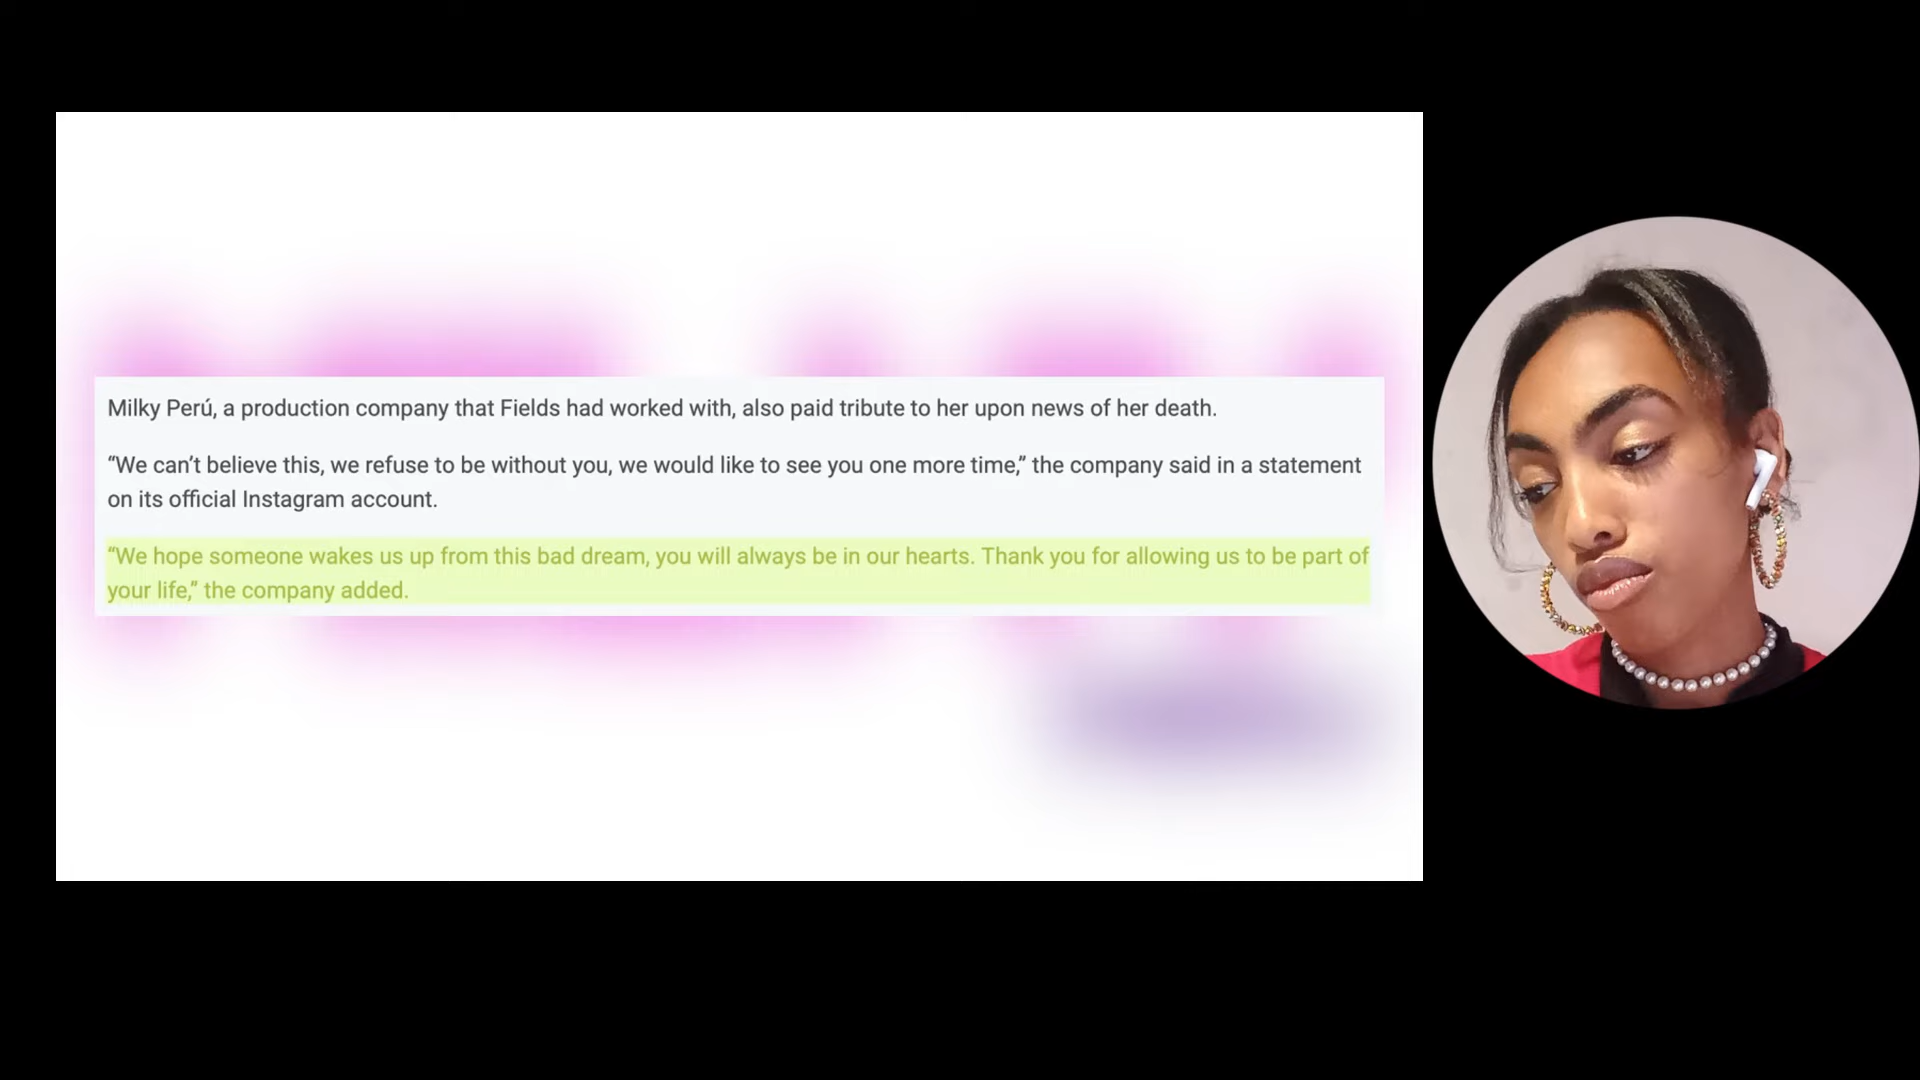 Milky Perú, a production company that Fields had worked with, also paid tribute to her upon news of her death.
“We can’t believe this, we refuse to be without you, we would like to see you one more time,” the company said in a statement
on its official Instagram account.
“We hope someone wakes us up from this bad dream, you will always be in our hearts. Thank you for allowing us to be part of
your life,” the company added.